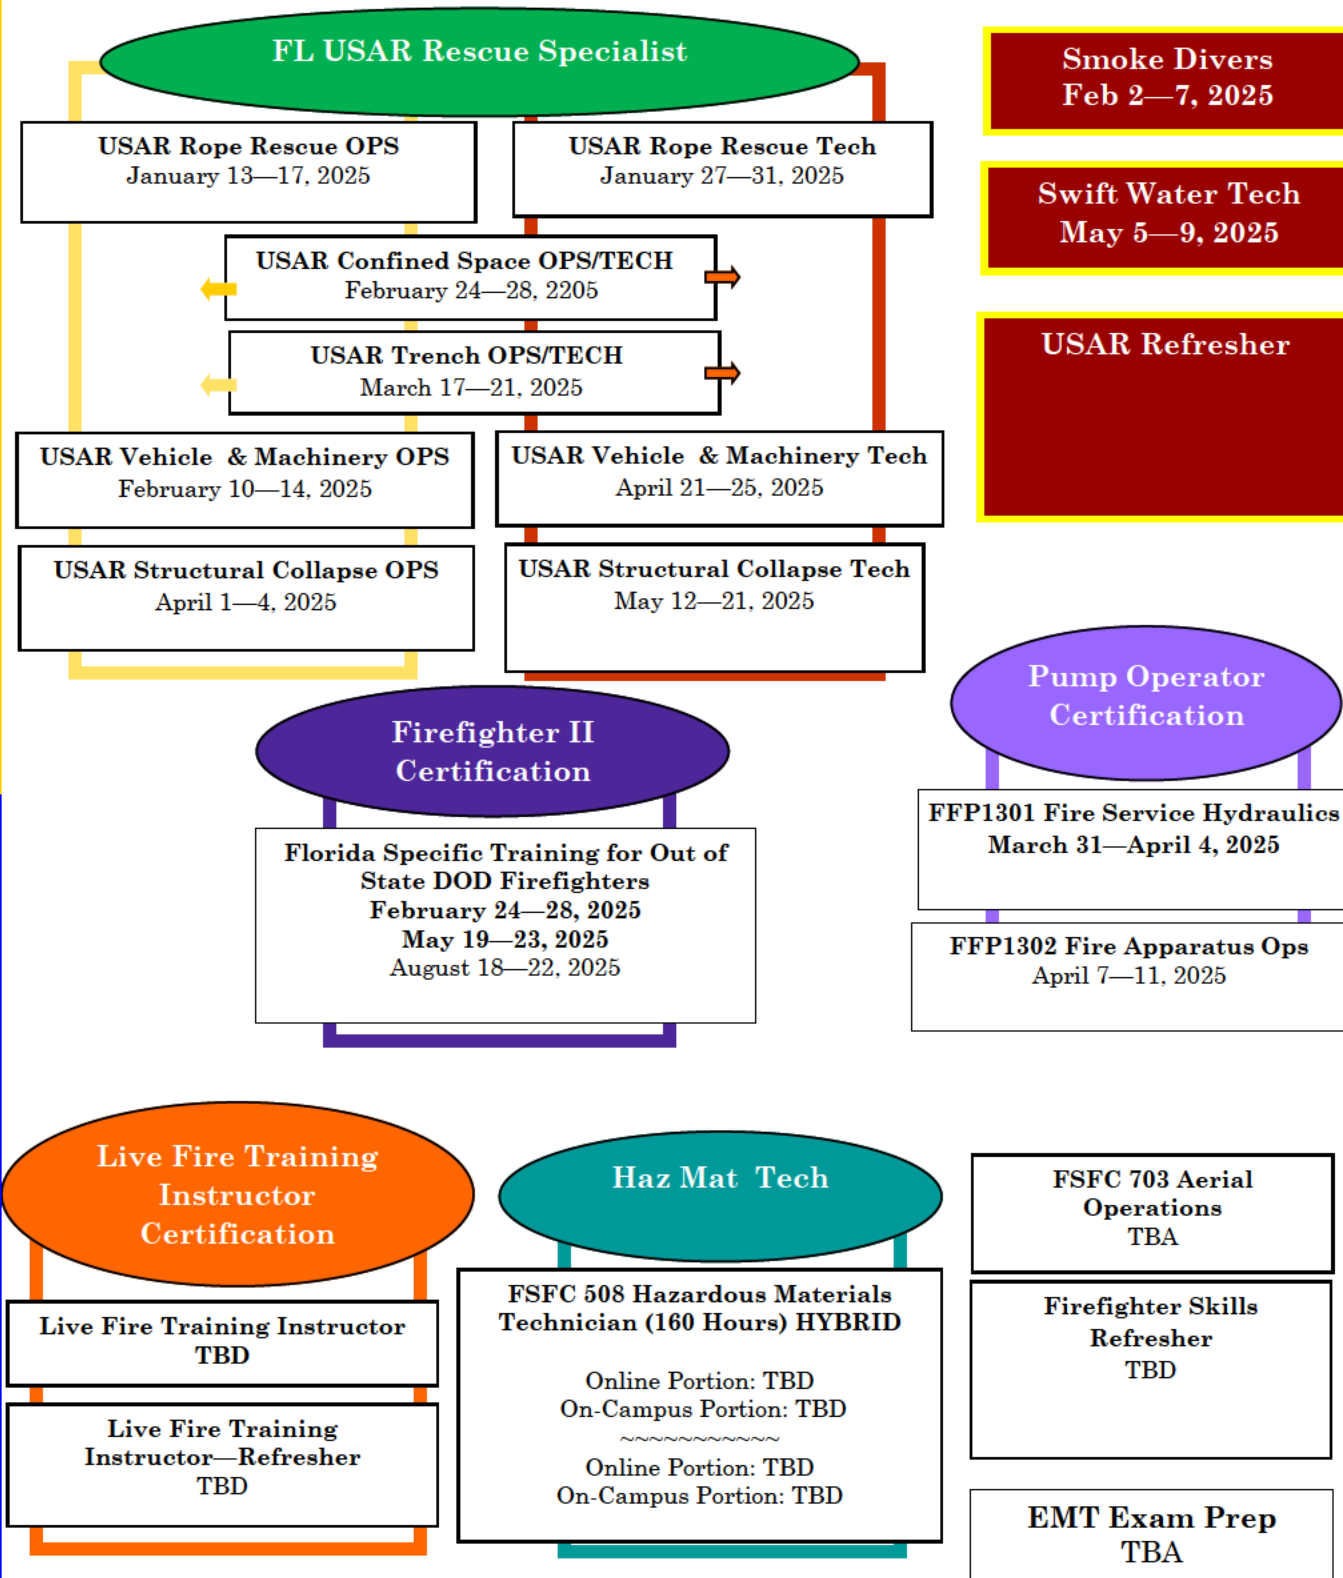 FL USAR Rescue Specialist
USAR Rope Rescue OPS
January 13—17, 2025
USAR Rope Rescue Tech
January 27—31, 2025
USAR Confined Space OPS/TECH
February 24—28, 2205
USAR Trench OPS/TECH
March 17—21, 2025
USAR Vehicle & Machinery OPS
February 10—14, 2025
USAR Vehicle & Machinery Tech
April 21—25, 2025
USAR Structural Collapse OPS
April 1—4, 2025
USAR Structural Collapse Tech
May 12—21, 2025
Smoke Divers
Feb 2—7, 2025
Swift Water Tech
May 5—9, 2025
USAR Refresher
Firefighter II
Certification
Florida Specific Training for Out of
State DOD Firefighters
February 24—28, 2025
May 19—23, 2025
August 18—22, 2025
Pump Operator
Certification
FFP1301 Fire Service Hydraulics
March 31—April 4, 2025
FFP1302 Fire Apparatus Ops
April 7—11, 2025
Live Fire Training
Instructor
Certification
Live Fire Training Instructor
TBD
Live Fire Training
Instructor—Refresher
TBD
Haz Mat Tech
FSFC 508 Hazardous Materials
Technician (160 Hours) HYBRID
Online Portion: TBD
On-Campus Portion: TBD
~~~~~~~~~~~
Online Portion: TBD
On-Campus Portion: TBD
FSFC 703 Aerial
Operations
TBA
Firefighter Skills
Refresher
TBD
EMT Exam Prep
TBA